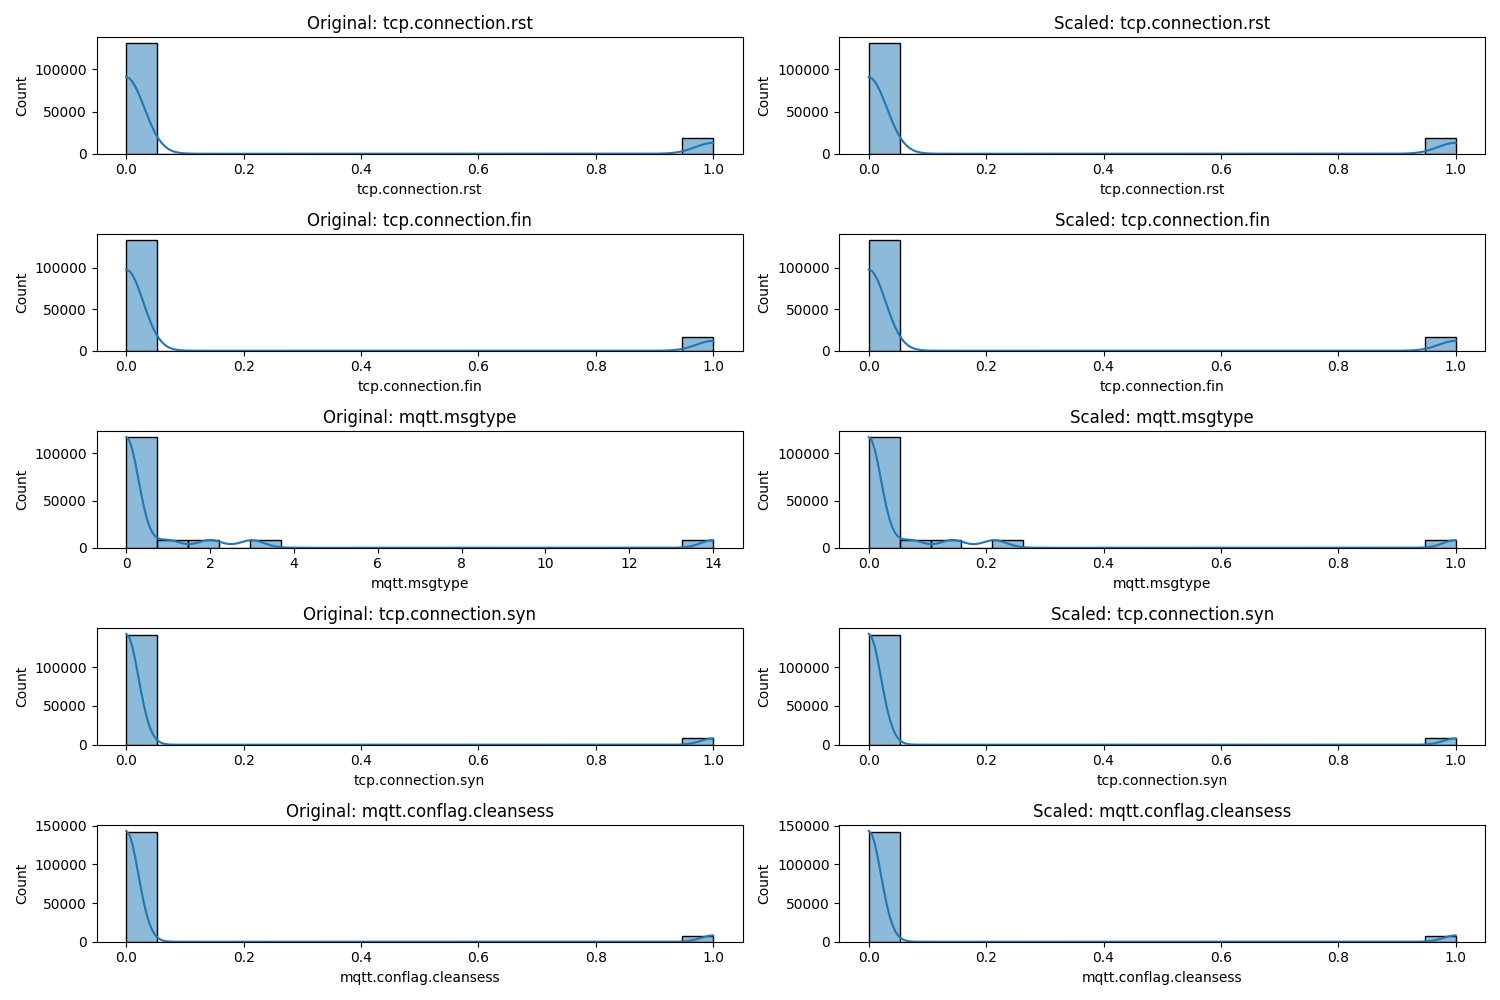 Original: tcp.connection.rst
Count
100000
50000
0
0.0 0.2 0.4 0.6 0.8 1.0
tcp.connection.rst
Scaled: tcp.connection.rst
Count
100000
50000
0
0.0 0.2 0.4 0.6 0.8 1.0
tcp.connection.rst
Original: tcp.connection.fin
Count
100000
50000
0
0.0 0.2 0.4 0.6 0.8 1.0
tcp.connection.fin
Scaled: tcp.connection.fin
Count
100000
50000
0
0.0 0.2 0.4 0.6 0.8 1.0
tcp.connection.fin
Original: mqtt.msgtype
Count
100000
50000
0
0 2 4 6 8 10 12 14
mqtt.msgtype
Scaled: mqtt.msgtype
Count
100000
50000
0
0.0 0.2 0.4 0.6 0.8 1.0
mqtt.msgtype
Original: tcp.connection.syn
Count
100000
50000
0
0.0 0.2 0.4 0.6 0.8 1.0
tcp.connection.syn
Scaled: tcp.connection.syn
Count
100000
50000
0
0.0 0.2 0.4 0.6 0.8 1.0
tcp.connection.syn
Original: mqtt.conflag.cleansess
Count
150000
100000
50000
0
0.0 0.2 0.4 0.6 0.8 1.0
mqtt.conflag.cleansess
Scaled: mqtt.conflag.cleansess
Count
150000
100000
50000
0
0.0 0.2 0.4 0.6 0.8 1.0
mqtt.conflag.cleansess